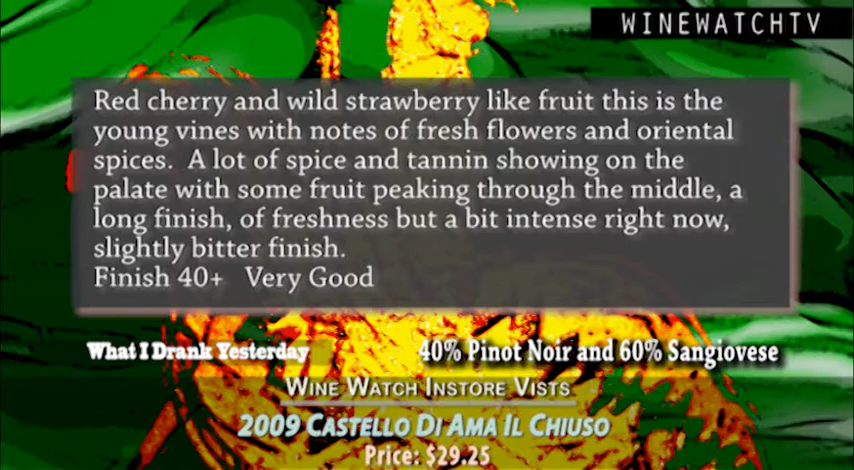 WINEWATCHTV
Red cherry and wild strawberry like fruit this is the
young vines with notes of fresh flowers and oriental
spices. A lot of spice and tannin showing on the
palate with some fruit peaking through the middle, a
long finish, of freshness but a bit intense right now,
slightly bitter finish.
Finish 40+ Very Good
What I Drank Yesterday
40% Pinot Noir and 60% Sangiovese
Wine Watch Instore Vists
2009 Castello Di Ama Il Chiuso
Price: $29.25